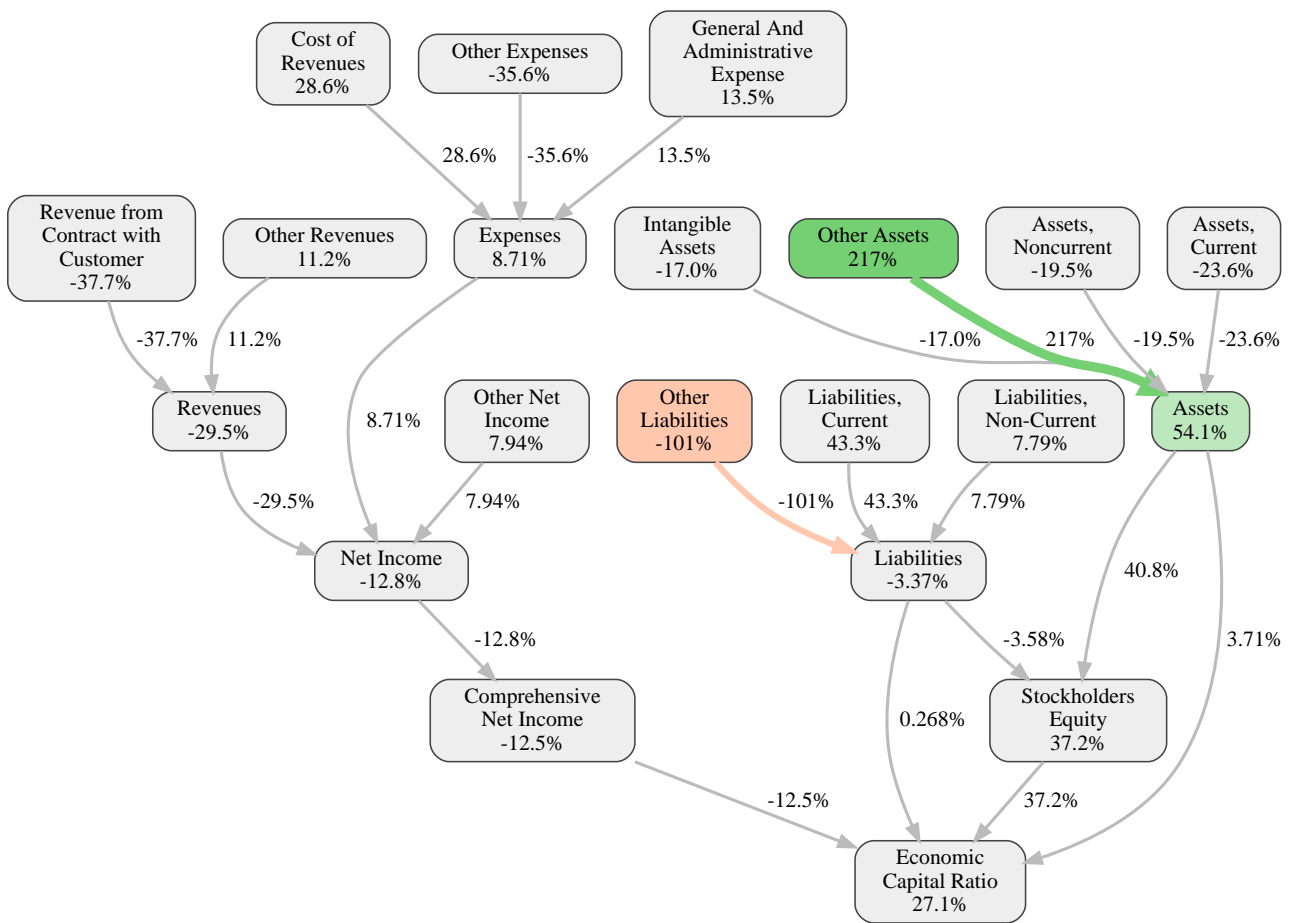 Cost of
Revenues
28.6%
Other Expenses
-35.6%
General And
Administrative
Expense
13.5%
28.6%
-35.6%
13.5%
Revenue from
Contract with
Customer
-37.7%
Other Revenues
11.2%
Expenses
8.71%
Intangible
Assets
-17.0%
Other Assets
217%
Assets,
Noncurrent
-19.5%
Assets,
Current
-23.6%
-37.7%
11.2%
-17.0%
217%
-19.5%
-23.6%
Revenues
-29.5%
8.71%
Other Net
Income
7.94%
Other
Liabilities
-101%
Liabilities,
Current
43.3%
Liabilities,
Non-Current
7.79%
Assets
54.1%
-29.5%
7.94%
-101%
43.3%
7.79%
Net Income
-12.8%
Liabilities
-3.37%
40.8%
-12.8%
-3.58%
3.71%
Comprehensive
Net Income
-12.5%
0.268%
Stockholders
Equity
37.2%
-12.5%
37.2%
Economic
Capital Ratio
27.1%